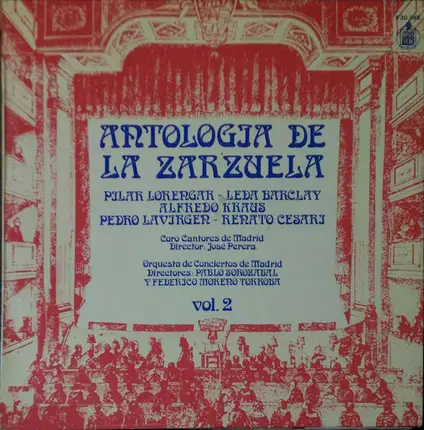 ANTOLOGIA DE
LA ZARZUELA
PILAR LORENGAR - LEDA BARCLAY
ALFREDO KRAUS
PEDRO LAVIRGEN - RENATO CESARI
Coro Cantores de Madrid
Director: José Perera
Orquesta de Conciertos de Madrid
Directores: PABLO SOROZABAL
Y FEDERICO MORENO TORROBA
vol. 2